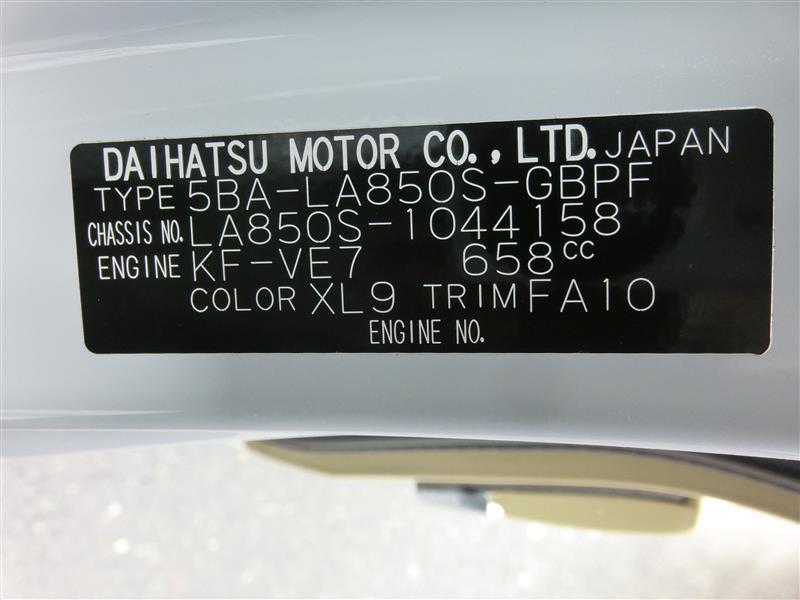 DAIHATSU MOTOR CO., LTD. JAPAN
TYPE 5BA-LA850S-GBPF
CHASSIS NO. LA850S-1044158
ENGINE KF-VE7 658cc
COLOR XL9 TRIM FA10
ENGINE NO.